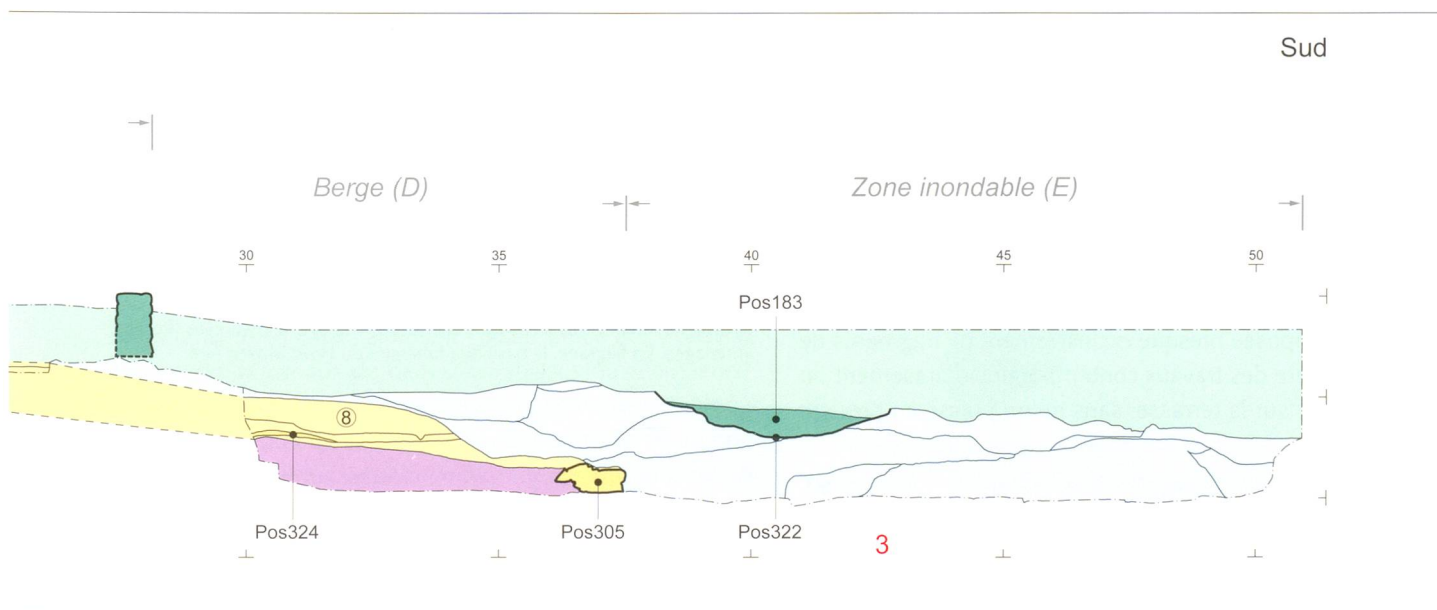 Sud
Berge (D)
Zone inondable (E)
30 35 40 45 50
Pos183
8
Pos324 Pos305 Pos322
3